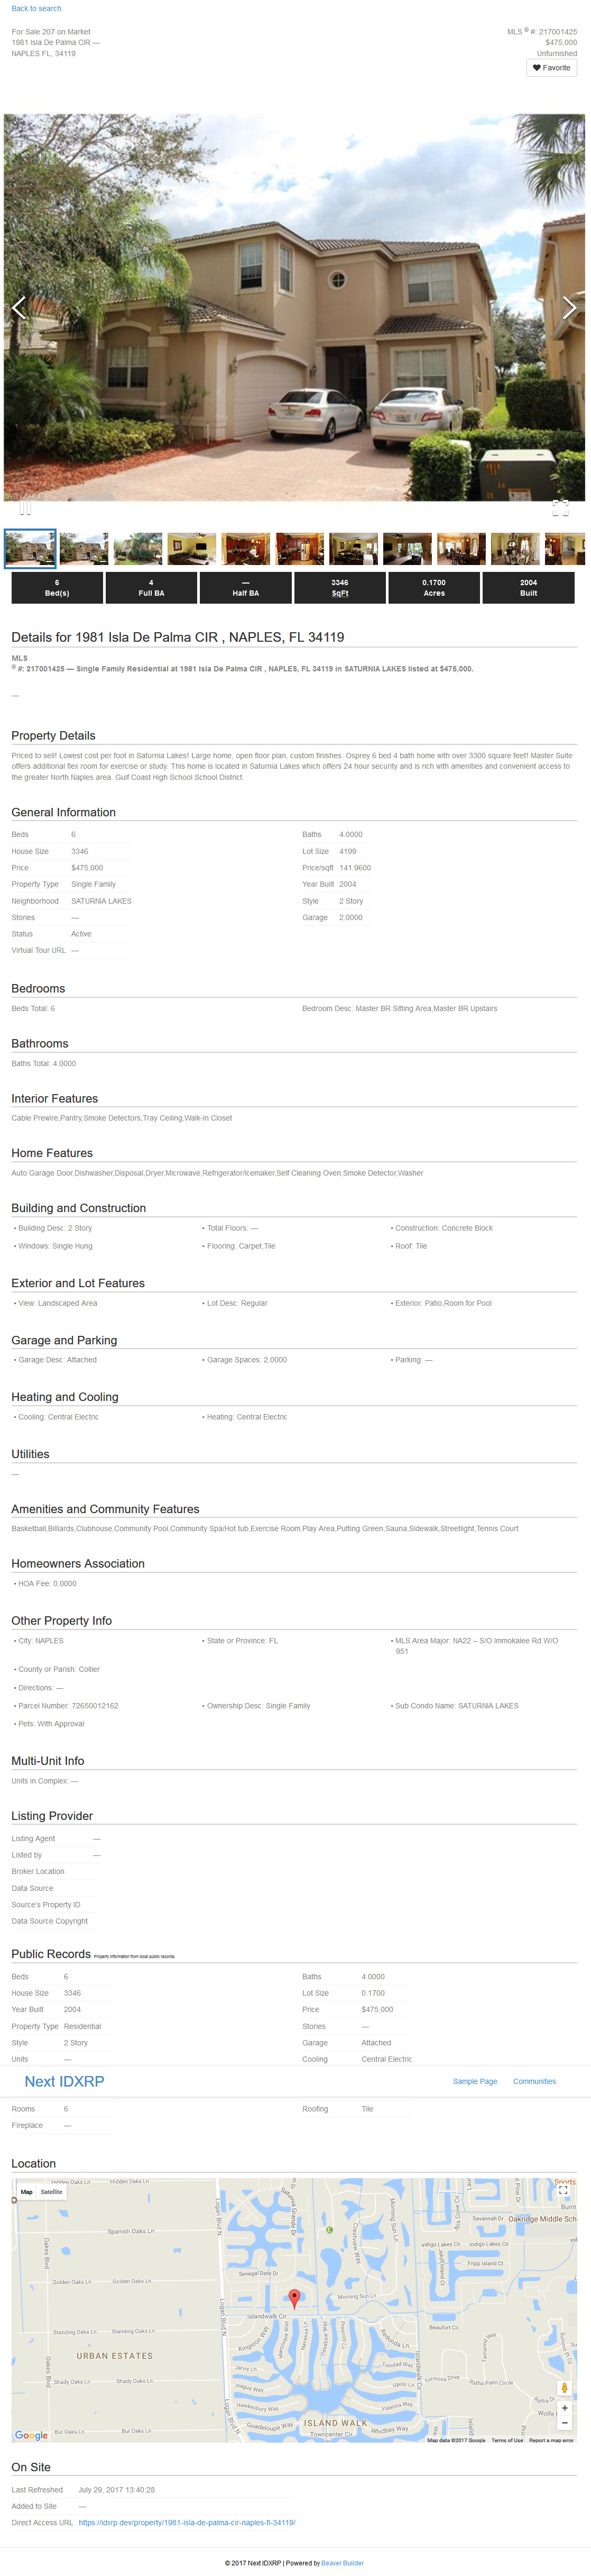 Back to search
For Sale 207 on Market
1981 Isla De Palma CIR —
NAPLES FL, 34119
MLS ® #: 217001425
$475,000
Unfurnished
Favorite
6
Bed(s)
4
Full BA
—
Half BA
3346
SqFt
0.1700
Acres
2004
Built
Details for 1981 Isla De Palma CIR , NAPLES, FL 34119
MLS
® #: 217001425 — Single Family Residential at 1981 Isla De Palma CIR , NAPLES, FL 34119 in SATURNIA LAKES listed at $475,000.
—
Property Details
Priced to sell! Lowest cost per foot in Saturnia Lakes! Large home, open floor plan, custom finishes. Osprey 6 bed 4 bath home with over 3300 square feet! Master Suite
offers additional flex room for exercise or study. This home is located in Saturnia Lakes which offers 24 hour security and is rich with amenities and convenient access to
the greater North Naples area. Gulf Coast High School School District.
General Information
Beds 6
House Size 3346
Price $475,000
Property Type Single Family
Neighborhood SATURNIA LAKES
Stories —
Status Active
Virtual Tour URL —
Baths 4.0000
Lot Size 4199
Price/sqft 141.9600
Year Built 2004
Style 2 Story
Garage 2.0000
Bedrooms
Beds Total: 6
Bedroom Desc: Master BR Sitting Area,Master BR Upstairs
Bathrooms
Baths Total: 4.0000
Interior Features
Cable Prewire,Pantry,Smoke Detectors,Tray Ceiling,Walk-In Closet
Home Features
Auto Garage Door,Dishwasher,Disposal,Dryer,Microwave,Refrigerator/Icemaker,Self Cleaning Oven,Smoke Detector,Washer
Building and Construction
• Building Desc: 2 Story
• Total Floors: —
• Construction: Concrete Block
• Windows: Single Hung
• Flooring: Carpet,Tile
• Roof: Tile
Exterior and Lot Features
• View: Landscaped Area
• Lot Desc: Regular
• Exterior: Patio,Room for Pool
Garage and Parking
• Garage Desc: Attached
• Garage Spaces: 2.0000
• Parking: —
Heating and Cooling
• Cooling: Central Electric
• Heating: Central Electric
Utilities
—
Amenities and Community Features
Basketball,Billiards,Clubhouse,Community Pool,Community Spa/Hot tub,Exercise Room,Play Area,Putting Green,Sauna,Sidewalk,Streetlight,Tennis Court
Homeowners Association
• HOA Fee: 0.0000
Other Property Info
• City: NAPLES
• State or Province: FL
• MLS Area Major: NA22 – S/O Immokalee Rd W/O
951
• County or Parish: Collier
• Directions: —
• Parcel Number: 72650012162
• Ownership Desc: Single Family
• Sub Condo Name: SATURNIA LAKES
• Pets: With Approval
Multi-Unit Info
Units in Complex: —
Listing Provider
Listing Agent —
Listed by —
Broker Location
Data Source
Source's Property ID
Data Source Copyright
Public Records Property information from local public records.
Beds 6
House Size 3346
Year Built 2004
Property Type Residential
Style 2 Story
Units —
Baths 4.0000
Lot Size 0.1700
Price $475,000
Stories —
Garage Attached
Cooling Central Electric
Next IDXRP
Sample Page
Communities
Rooms 6
Fireplace —
Roofing Tile
Location
Map Satellite
Hidden Oaks Ln
Sports
Burnt
Savannah Dr
Oakridge Middle Sch
Spanish Oaks Ln
Logan Blvd N
Saturnia Grande Dr
Morning Sun Ln
Indigo Lakes Cir
Fripp Island Ct
Senegal Date Dr
Golden Oaks Ln
Golden Oaks Ln
Morning Sun Ln
Islandwalk Cir
Beaufort Cir
Standing Oaks Ln
Standing Oaks Ln
Kingston Way
Redonda Ln
URBAN ESTATES
Jarvis Ln
Trinidad Way
Shady Oaks Ln
Shady Oaks Ln
Hawksbury Way
Valentia Way
Guadeloupe Way
ISLAND WALK
Towncenter Cir
Whidbey Way
Bur Oaks Ln
Bur Oaks Ln
Google
Map data ©2017 Google
Terms of Use
Report a map error
On Site
Last Refreshed July 29, 2017 13:40:28
Added to Site —
Direct Access URL https://idxrp.dev/property/1981-isla-de-palma-cir-naples-fl-34119/
© 2017 Next IDXRP | Powered by Beaver Builder